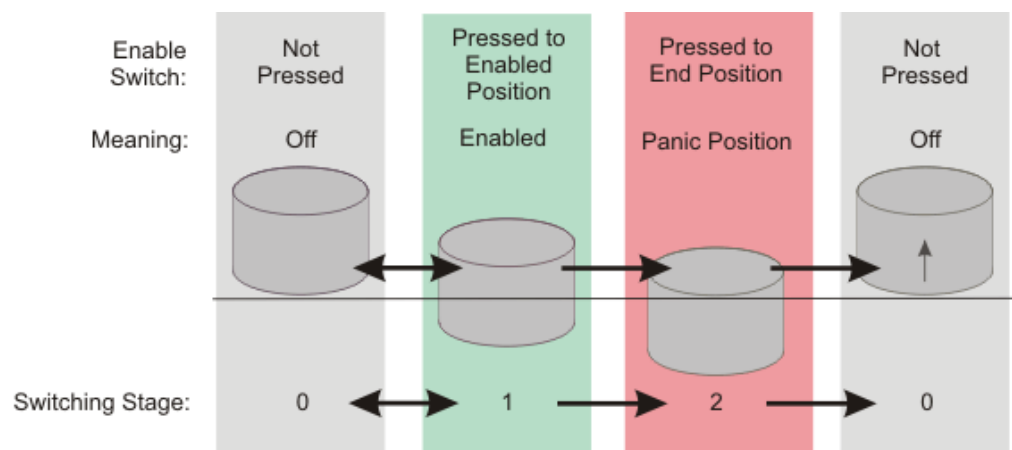 Enable
Switch:
Not
Pressed
Pressed to
Enabled
Position
Pressed to
End Position
Not
Pressed
Meaning:
Off
Enabled
Panic Position
Off
Switching Stage:
0
1
2
0